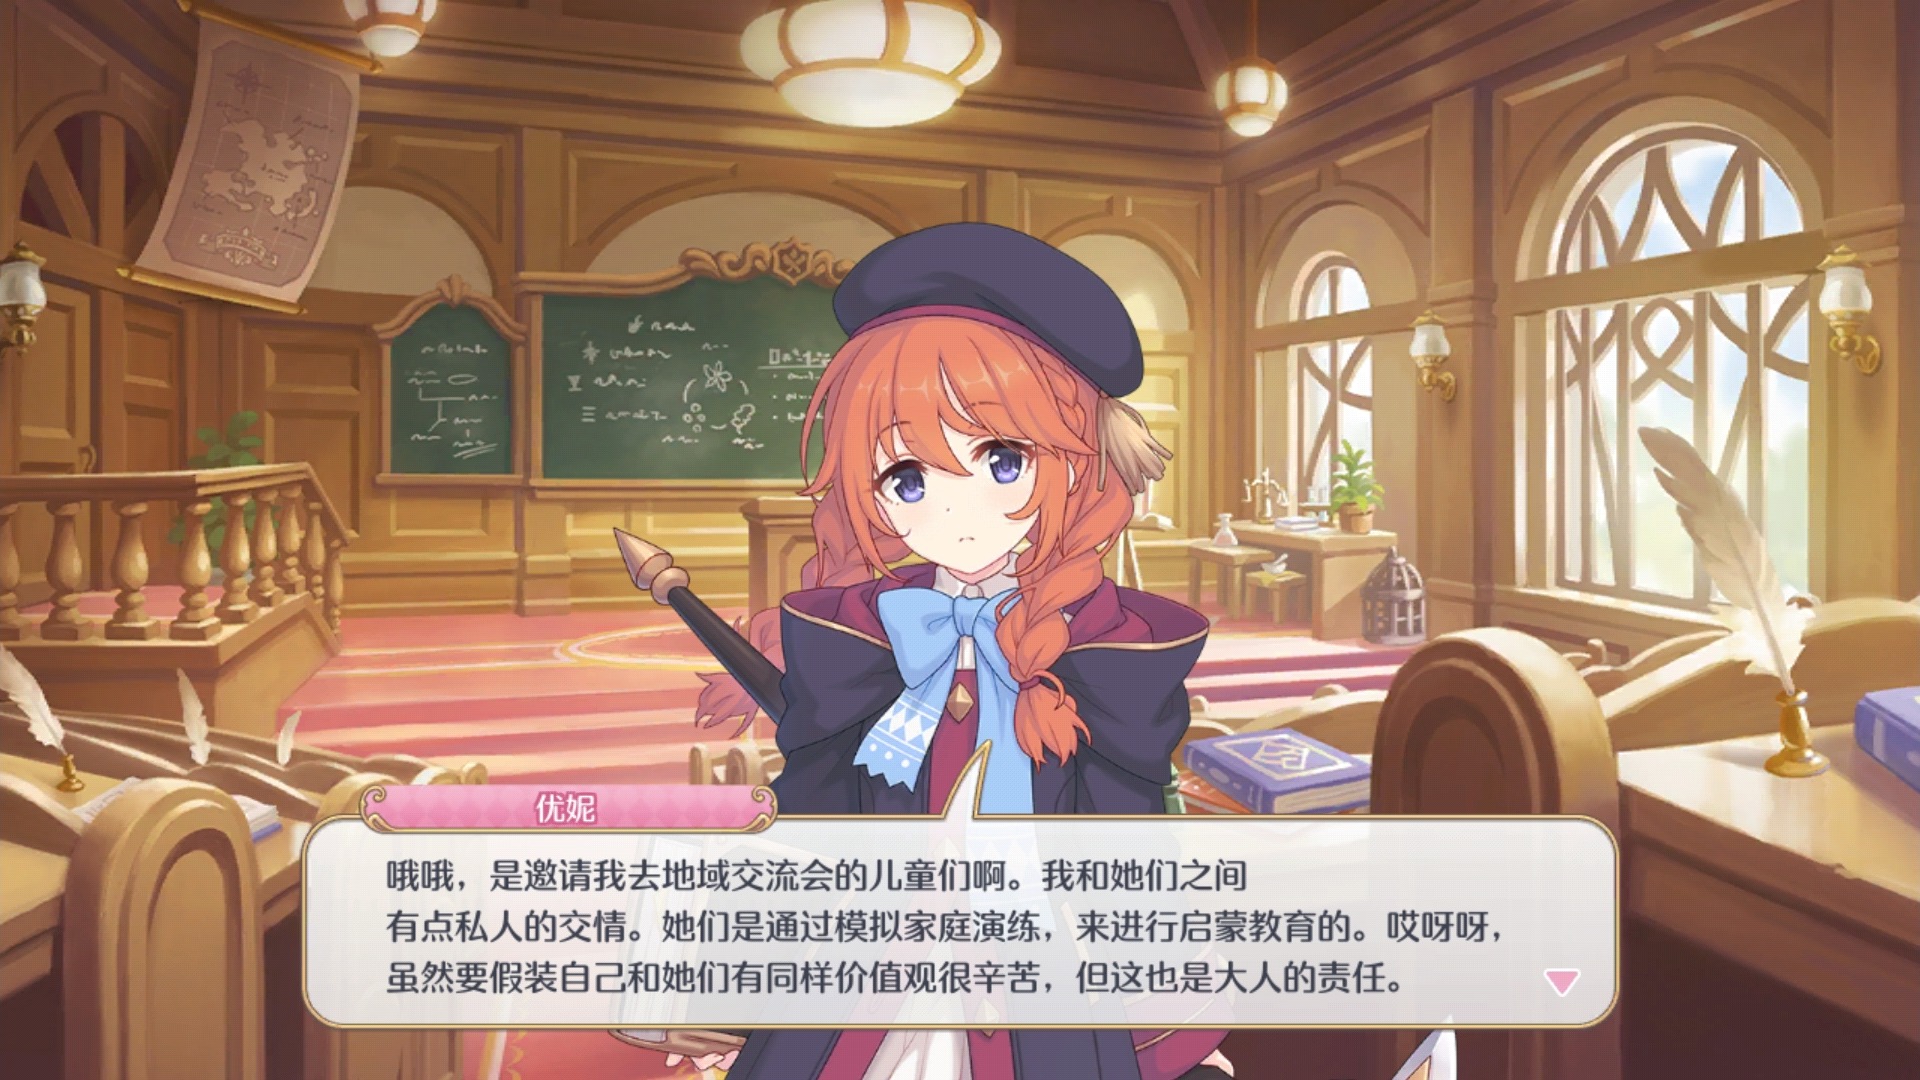 优妮
哦哦，是邀请我去地域交流会的儿童们啊。我和她们之间
有点私人的交情。她们是通过模拟家庭演练，来进行启蒙教育的。哎呀呀，
虽然要假装自己和她们有同样价值观很辛苦，但这也是大人的责任。